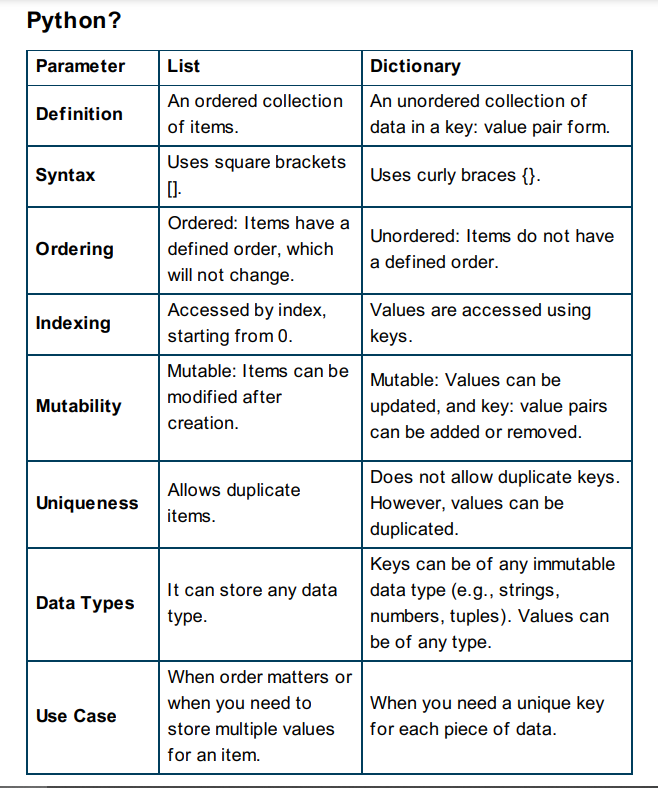 Python?
Parameter List Dictionary
Definition
An ordered collection
of items.
An unordered collection of
data in a key: value pair form.
Syntax
Uses square brackets
[].
Uses curly braces {}.
Ordering
Ordered: Items have a
defined order, which
will not change.
Unordered: Items do not have
a defined order.
Indexing
Accessed by index,
starting from 0.
Values are accessed using
keys.
Mutability
Mutable: Items can be
modified after
creation.
Mutable: Values can be
updated, and key: value pairs
can be added or removed.
Uniqueness
Allows duplicate
items.
Does not allow duplicate keys.
However, values can be
duplicated.
Data Types
It can store any data
type.
Keys can be of any immutable
data type (e.g., strings,
numbers, tuples). Values can
be of any type.
Use Case
When order matters or
when you need to
store multiple values
for an item.
When you need a unique key
for each piece of data.